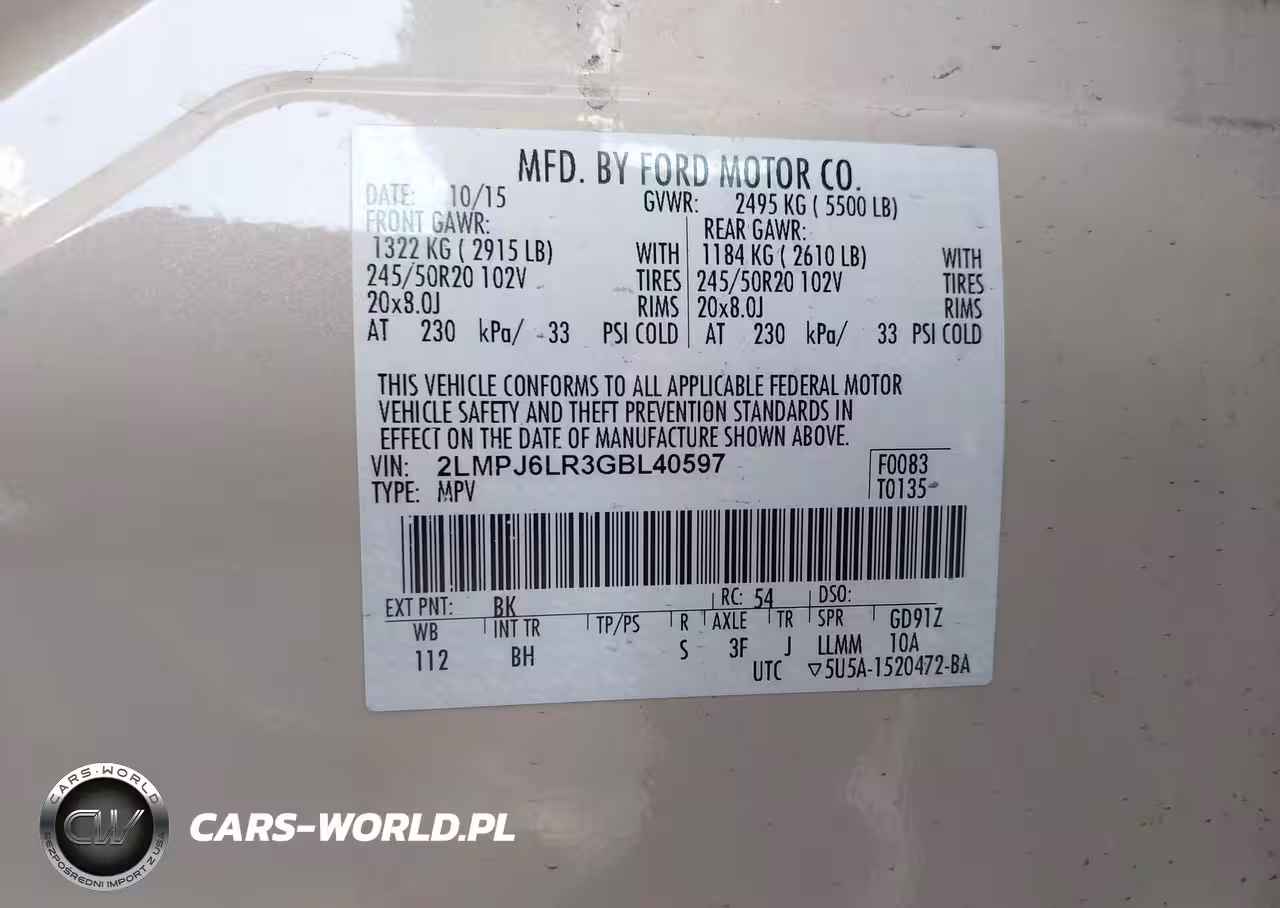 MFD. BY FORD MOTOR CO.
DATE: 10/15 GVWR: 2495 KG ( 5500 LB)
FRONT GAWR: REAR GAWR:
1322 KG ( 2915 LB) WITH 1184 KG ( 2610 LB) WITH
245/50R20 102V TIRES 245/50R20 102V TIRES
20x8.0J RIMS 20x8.0J RIMS
AT 230 kPa/ 33 PSI COLD AT 230 kPa/ 33 PSI COLD
THIS VEHICLE CONFORMS TO ALL APPLICABLE FEDERAL MOTOR
VEHICLE SAFETY AND THEFT PREVENTION STANDARDS IN
EFFECT ON THE DATE OF MANUFACTURE SHOWN ABOVE.
VIN: 2LMPJ6LR3GBL40597 F0083
TYPE: MPV T0135
EXT PNT: BK RC: 54 DSO:
WB INT TR TP/PS R AXLE TR SPR GD91Z
112 BH S 3F J LLMM 10A
UTC ▽5U5A-1520472-BA
CARS-WORLD
CW
BEZPOŚREDNI IMPORT Z USA
CARS-WORLD.PL